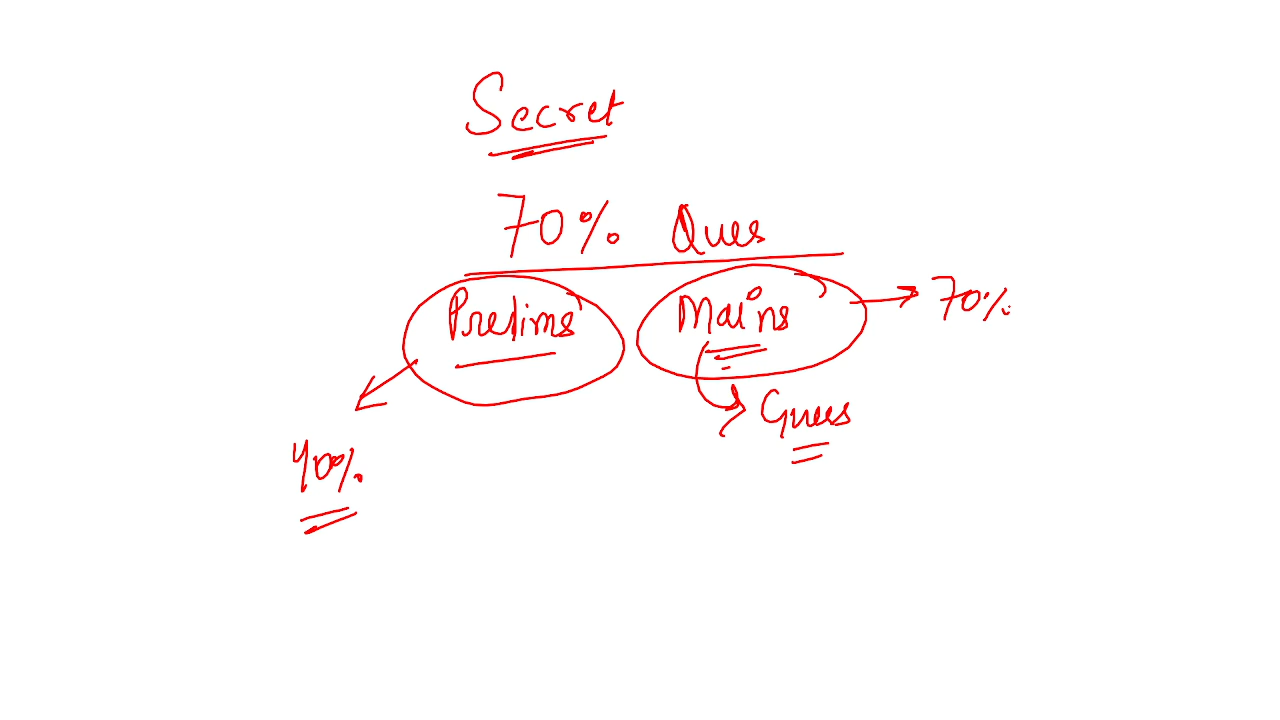 Secret
70% Ques
Prelims Mains → 70%
Guess
40%